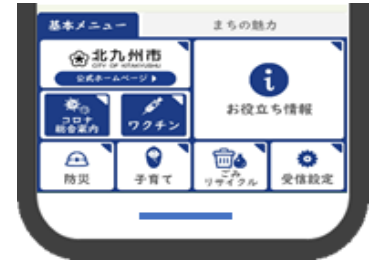 基本メニュー
まちの魅力
北九州市
CITY OF KITAKYUSHU
公式ホームページ
お役立ち情報
コロナ
総合案内
ワクチン
防災
子育て
ごみ
リサイクル
受信設定